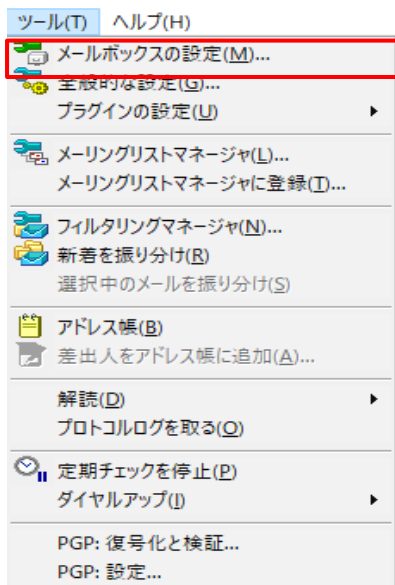 ツール(T) ヘルプ(H)
メールボックスの設定(M)...
全般的な設定(G)...
プラグインの設定(U)
メーリングリストマネージャ(L)...
メーリングリストマネージャに登録(T)...
フィルタリングマネージャ(N)...
新着を振り分け(R)
選択中のメールを振り分け(S)
アドレス帳(B)
差出人をアドレス帳に追加(A)...
解読(D)
プロトコルログを取る(O)
定期チェックを停止(P)
ダイヤルアップ(I)
PGP: 復号化と検証...
PGP: 設定...